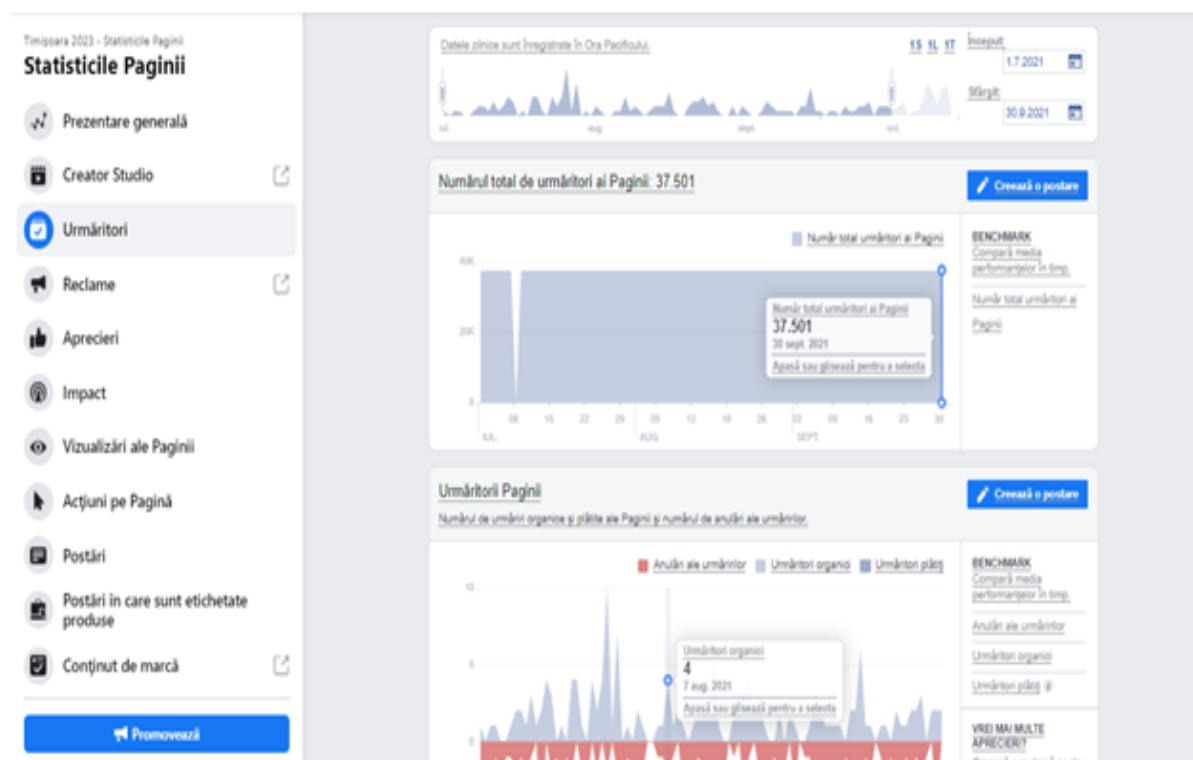 Timișoara 2023 - Statisticile Paginii
Statisticile Paginii
Prezentare generală
Creator Studio
Urmăritori
Reclame
Aprecieri
Impact
Vizualizări ale Paginii
Acțiuni pe Pagină
Postări
Postări în care sunt etichetate
produse
Conținut de marcă
Promovează
Datele zilnice sunt înregistrate în Ora Pacificului.
1S 1L 1T
Început:
1.7.2021
Sfârșit:
30.9.2021
iul. aug. sept. oct.
Numărul total de urmăritori ai Paginii: 37.501
Creează o postare
Număr total urmăritori ai Paginii
BENCHMARK
Compară media
performanțelor în timp.
Număr total urmăritori ai
Paginii
40K
20K
0
Număr total urmăritori ai Paginii
37.501
30 sept. 2021
Apasă sau glisează pentru a selecta
08 15 22 29 05 12 19 26 02 09 16 23 30
IUL. AUG. SEPT.
Urmăritorii Paginii
Numărul de urmăriri organice și plătite ale Paginii și numărul de anulări ale urmăririlor.
Creează o postare
Anulări ale urmăririlor Urmăritori organici Urmăritori plătiți
BENCHMARK
Compară media
performanțelor în timp.
Anulări ale urmăririlor
Urmăritori organici
Urmăritori plătiți
10
5
0
Urmăritori organici
4
7 aug. 2021
Apasă sau glisează pentru a selecta
VREI MAI MULTE
APRECIERI?